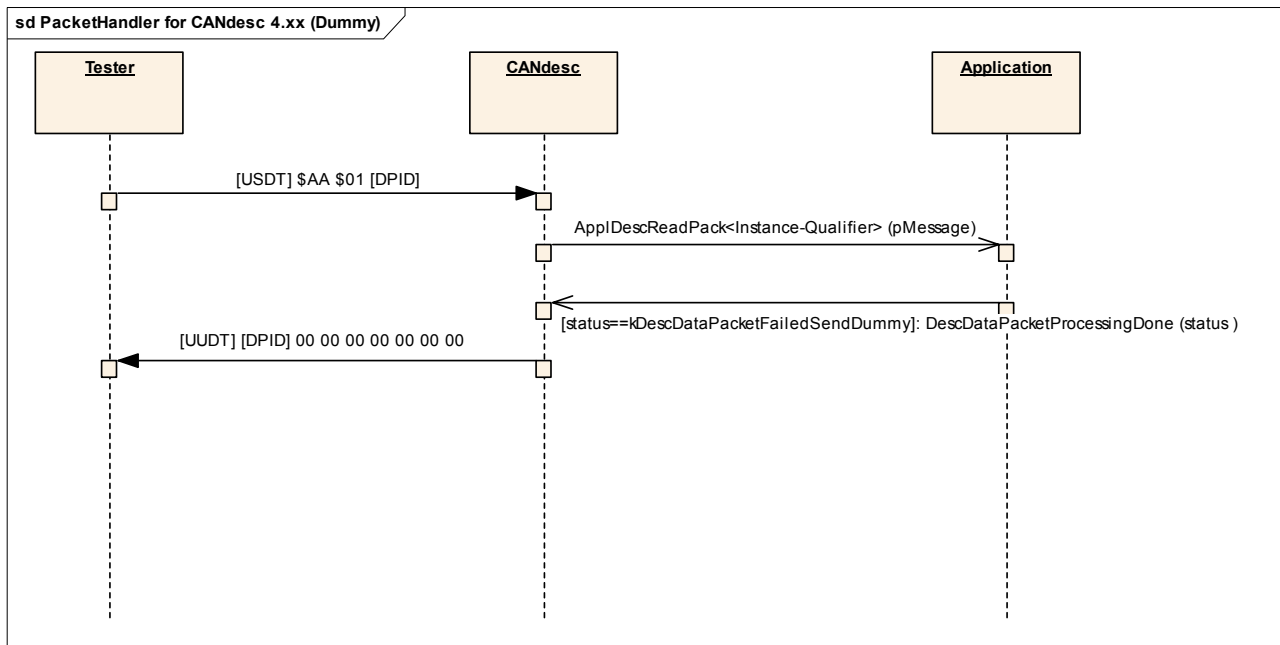 sd PacketHandler for CANdesc 4.xx (Dummy)
Tester
CANdesc
Application
[USDT] $AA $01 [DPID]
ApplDescReadPack<Instance-Qualifier> (pMessage)
[status==kDescDataPacketFailedSendDummy]: DescDataPacketProcessingDone (status )
[UUDT] [DPID] 00 00 00 00 00 00 00